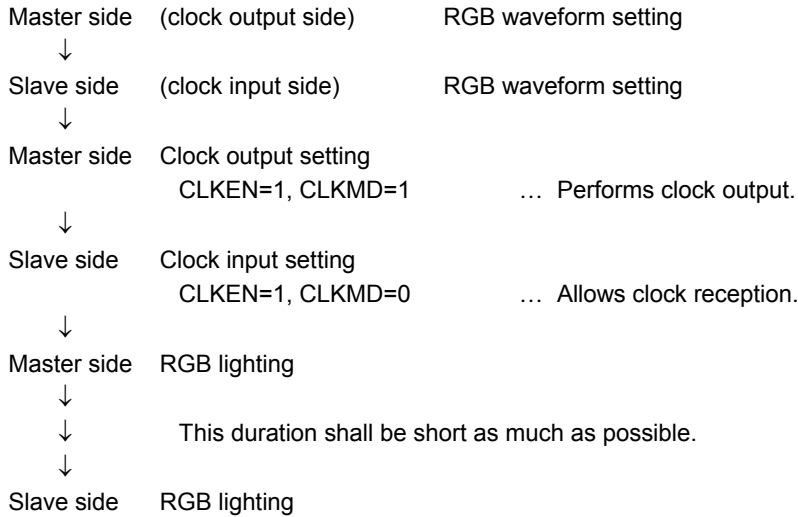 Master side (clock output side) RGB waveform setting
↓
Slave side (clock input side) RGB waveform setting
↓
Master side Clock output setting
CLKEN=1, CLKMD=1 … Performs clock output.
↓
Slave side Clock input setting
CLKEN=1, CLKMD=0 … Allows clock reception.
↓
Master side RGB lighting
↓
↓ This duration shall be short as much as possible.
↓
Slave side RGB lighting